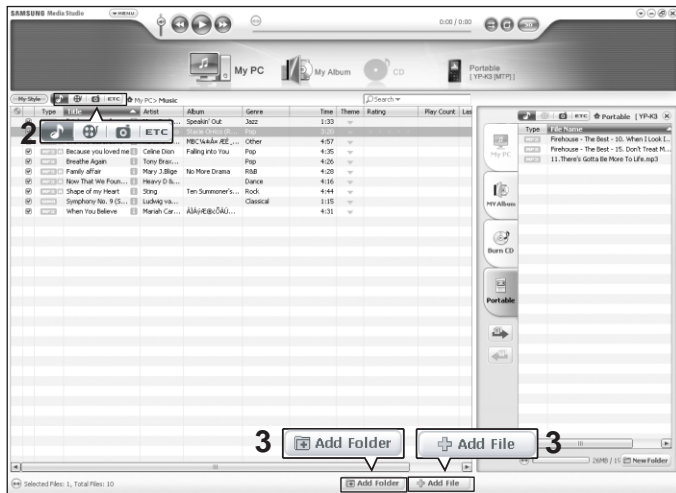 SAMSUNG Media Studio
MENU
0:00 / 0:00
My PC
My Album
CD
Portable
[YP-K3 [MTP] ]
My Style
ETC
My PC> Music
Search
Type Title Artist Album Genre Time Theme Rating Play Count Las
2
ETC
Speakin' Out Jazz 1:33
Pop 3:20
Other 4:57
Because you loved me Celine Dion Falling into You Pop 4:35
Breathe Again Tony Brax... Pop 4:26
Family affair Mary J.Blige No More Drama R&B 4:28
Now That We Foun... Heavy D &... Dance 4:16
Shape of my Heart Sting Ten Summoner's... Rock 4:44
Symphony No. 9 (S... Ludwig va... Classical 1:15
When You Believe Mariah Car... 4:31
ETC Portable [YP-K3
Type File Name
Firehouse - The Best - 10. When I Look I...
Firehouse - The Best - 15. Don't Treat M...
11.There's Gotta Be More To Life.mp3
My PC
MY Album
Burn CD
Portable
3 Add Folder
Add File 3
New Folder
Selected Files: 1, Total Files: 10
Add Folder
Add File